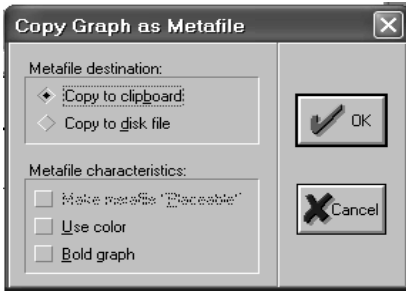 Copy Graph as Metafile
Metafile destination:
Copy to clipboard
Copy to disk file
OK
Metafile characteristics:
Make metafile "Placeable"
Use color
Bold graph
Cancel